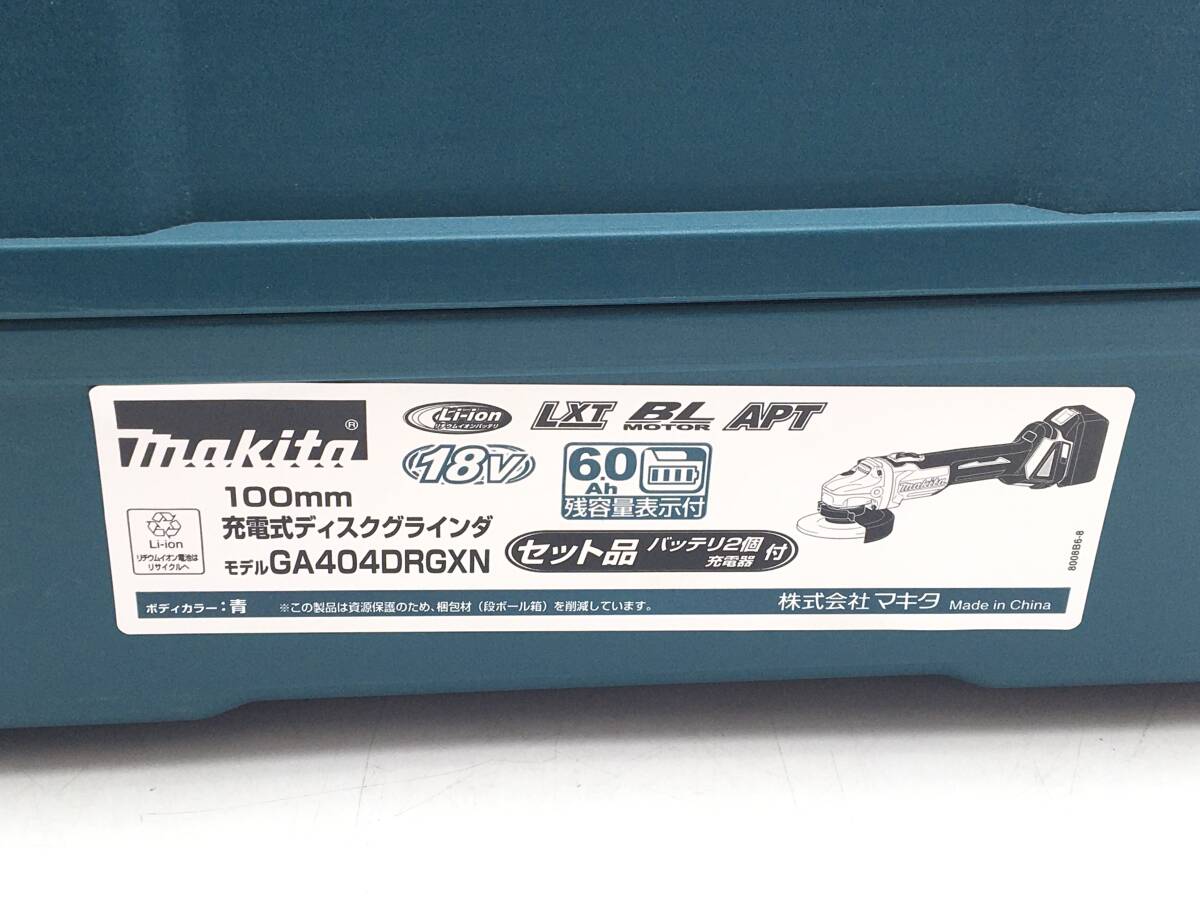 makita®
Li-ion
リチウムイオンバッテリ
LXT
BL
MOTOR
APT
18V
6.0
Ah
残容量表示付
100mm
充電式ディスクグラインダ
モデルGA404DRGXN
Li-ion
リチウムイオン電池は
リサイクルへ
セット品 バッテリ2個
充電器 付
makita
8008B6-8
ボディカラー:青 ※この製品は資源保護のため、梱包材(段ボール箱)を削減しています。 株式会社 マキタ Made in China